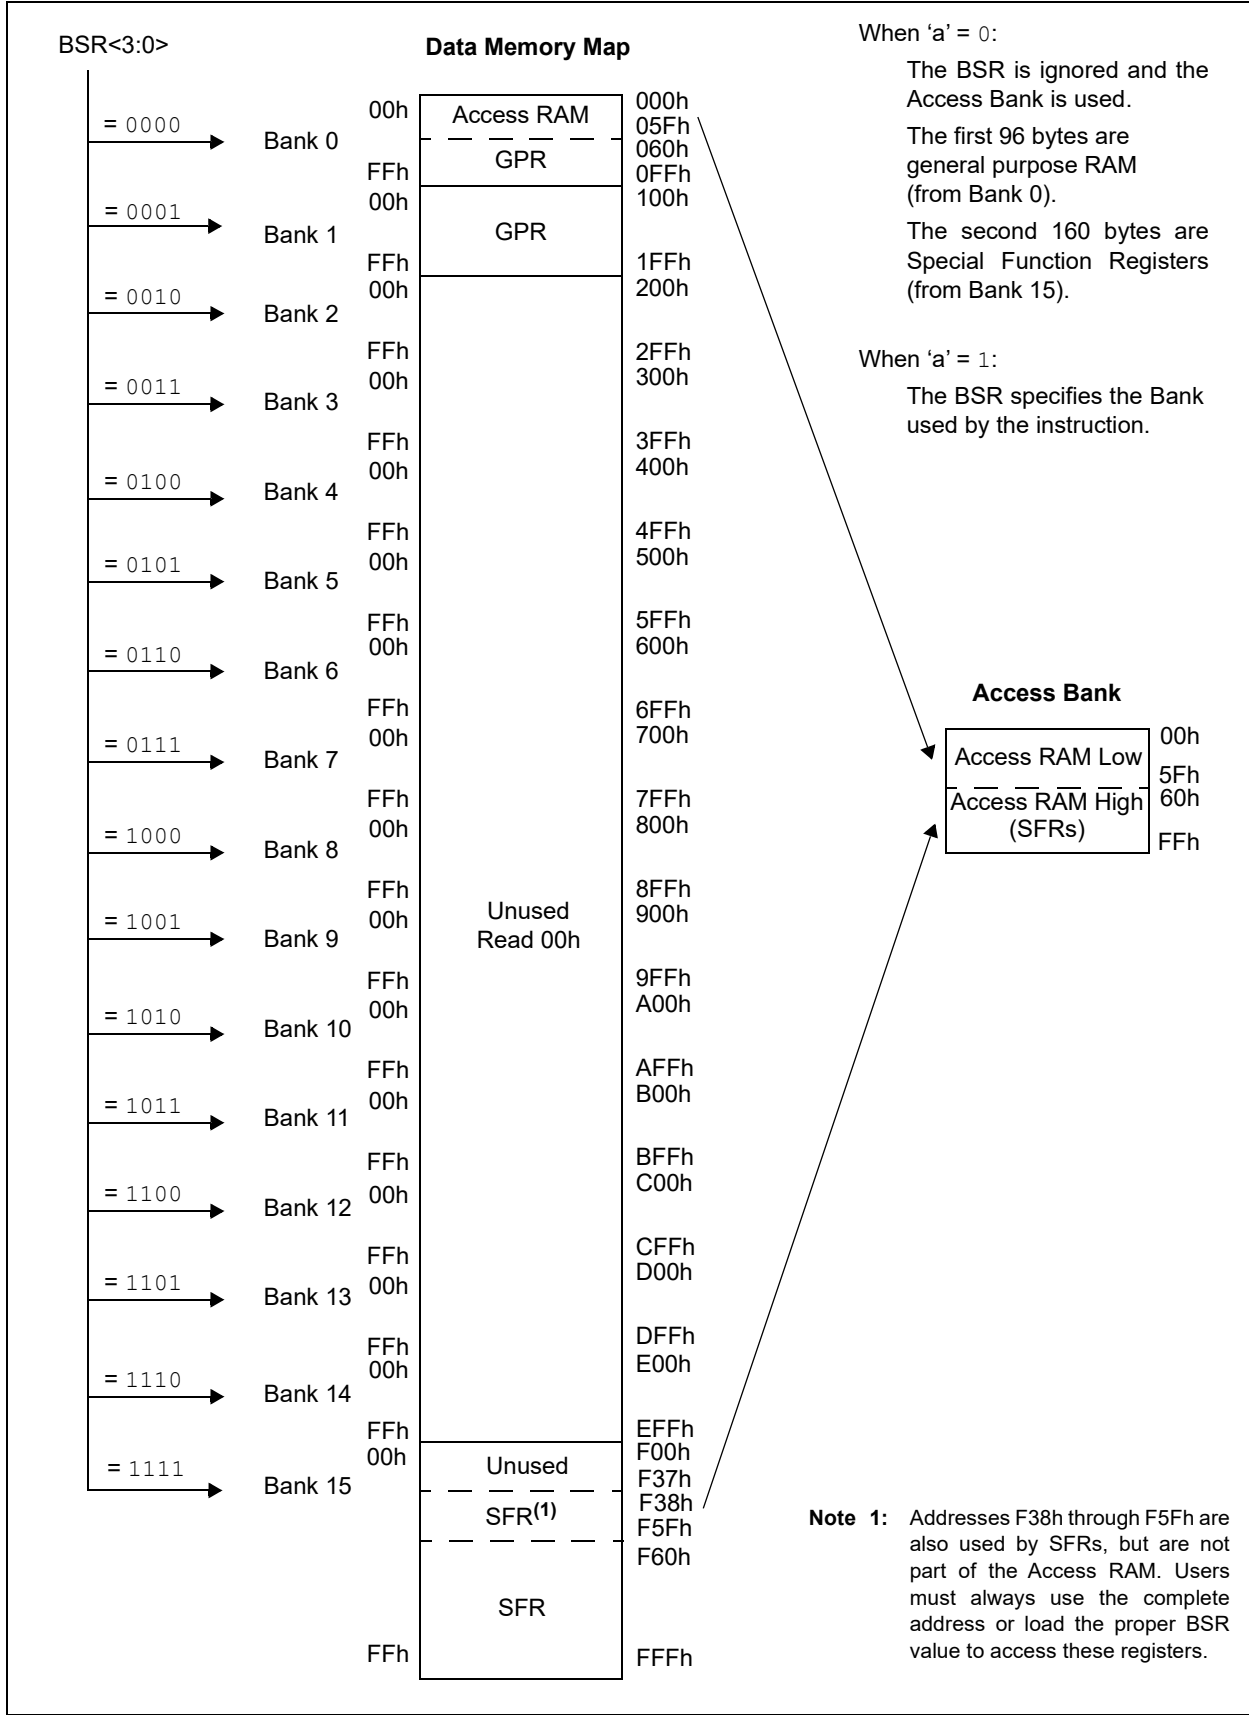 BSR<3:0>
Data Memory Map
When ‘a’ = 0:
The BSR is ignored and the
Access Bank is used.
The first 96 bytes are
general purpose RAM
(from Bank 0).
The second 160 bytes are
Special Function Registers
(from Bank 15).
When ‘a’ = 1:
The BSR specifies the Bank
used by the instruction.
= 0000
Bank 0
00h
Access RAM
000h
05Fh
GPR
060h
FFh
0FFh
= 0001
Bank 1
00h
100h
GPR
FFh
1FFh
= 0010
Bank 2
00h
200h
FFh
2FFh
= 0011
Bank 3
00h
300h
FFh
3FFh
= 0100
Bank 4
00h
400h
FFh
4FFh
= 0101
Bank 5
00h
500h
FFh
5FFh
= 0110
Bank 6
00h
600h
FFh
6FFh
= 0111
Bank 7
00h
700h
FFh
7FFh
= 1000
Bank 8
00h
800h
FFh
8FFh
= 1001
Bank 9
00h
900h
Unused
Read 00h
FFh
9FFh
= 1010
Bank 10
00h
A00h
FFh
AFFh
= 1011
Bank 11
00h
B00h
FFh
BFFh
= 1100
Bank 12
00h
C00h
FFh
CFFh
= 1101
Bank 13
00h
D00h
FFh
DFFh
= 1110
Bank 14
00h
E00h
FFh
EFFh
= 1111
Bank 15
00h
F00h
Unused
F37h
F38h
SFR(1)
F5Fh
F60h
SFR
FFh
FFFh
Access Bank
00h
Access RAM Low
5Fh
Access RAM High
60h
(SFRs)
FFh
Note 1: Addresses F38h through F5Fh are
also used by SFRs, but are not
part of the Access RAM. Users
must always use the complete
address or load the proper BSR
value to access these registers.